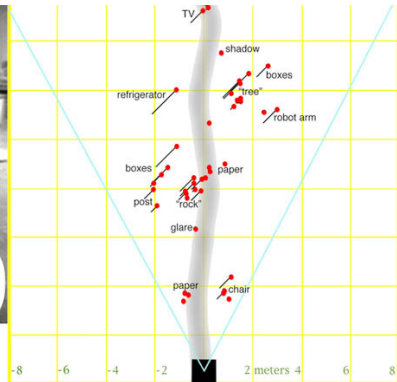 TV
shadow
boxes
refrigerator
"tree"
robot arm
boxes
paper
post
"rock"
glare
paper
chair
-8 -6 -4 -2 2 meters 4 6 8